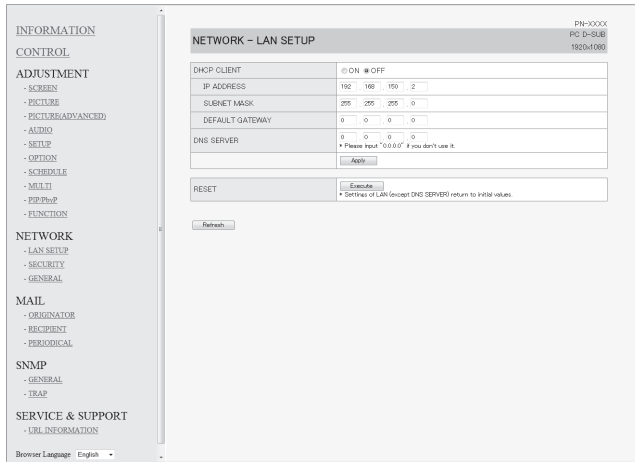 INFORMATION
CONTROL
ADJUSTMENT
- SCREEN
- PICTURE
- PICTURE(ADVANCED)
- AUDIO
- SETUP
- OPTION
- SCHEDULE
- MULTI
- PIP/PbyP
- FUNCTION
NETWORK
- LAN SETUP
- SECURITY
- GENERAL
MAIL
- ORIGINATOR
- RECIPIENT
- PERIODICAL
SNMP
- GENERAL
- TRAP
SERVICE & SUPPORT
- URL INFORMATION
Browser Language English
PN-XXXX
NETWORK – LAN SETUP
PC D-SUB
1920x1080
DHCP CLIENT ON OFF
IP ADDRESS 192 . 168 . 150 . 2
SUBNET MASK 255 . 255 . 255 . 0
DEFAULT GATEWAY 0 . 0 . 0 . 0
DNS SERVER 0 . 0 . 0 . 0
* Please input "0.0.0.0" if you don't use it.
Apply
RESET Execute
* Settings of LAN (except DNS SERVER) return to initial values.
Refresh